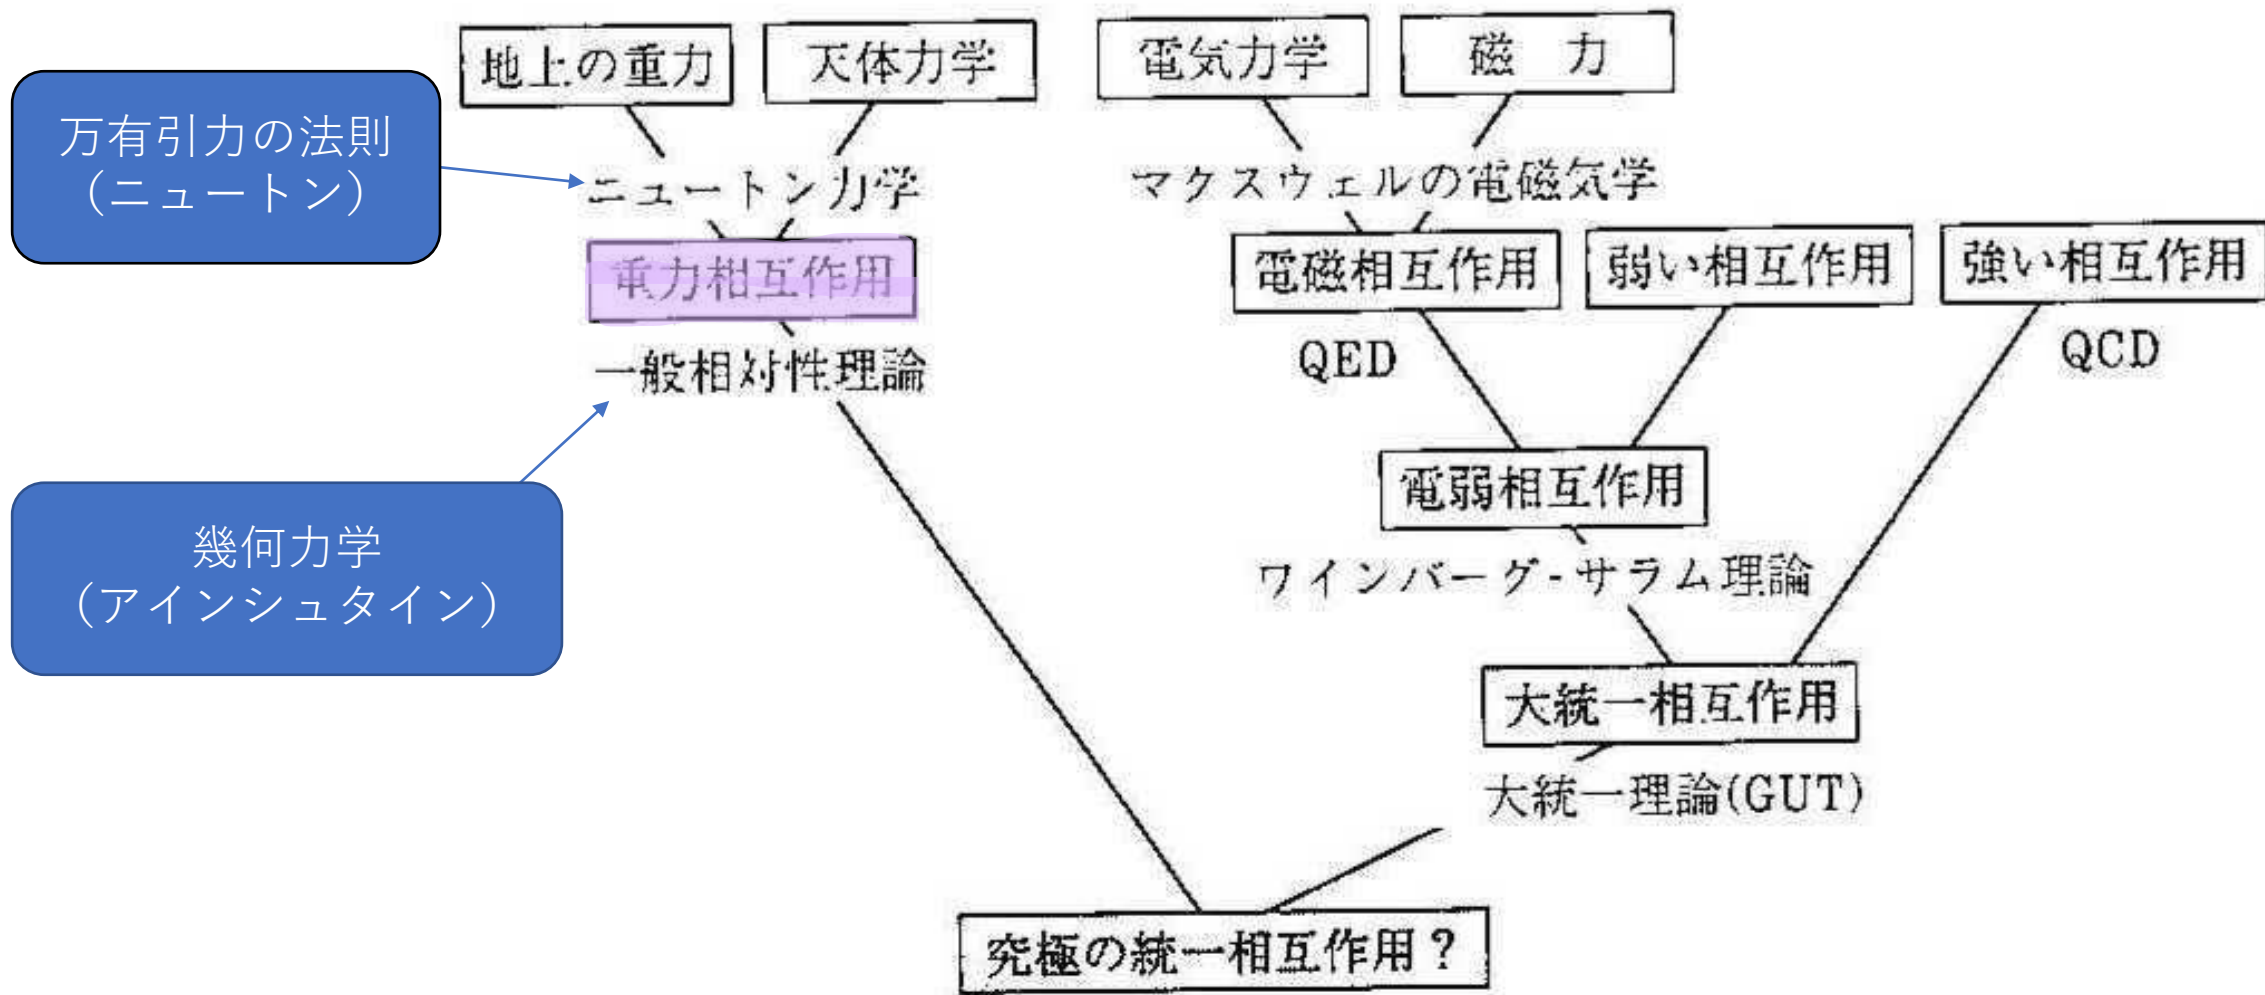 地上の重力
天体力学
電気力学
磁 力
万有引力の法則
（ニュートン）
ニュートン力学
マクスウェルの電磁気学
重力相互作用
電磁相互作用
弱い相互作用
強い相互作用
一般相対性理論
QED
QCD
電弱相互作用
幾何力学
（アインシュタイン）
ワインバーグ-サラム理論
大統一相互作用
大統一理論(GUT)
究極の統一相互作用？